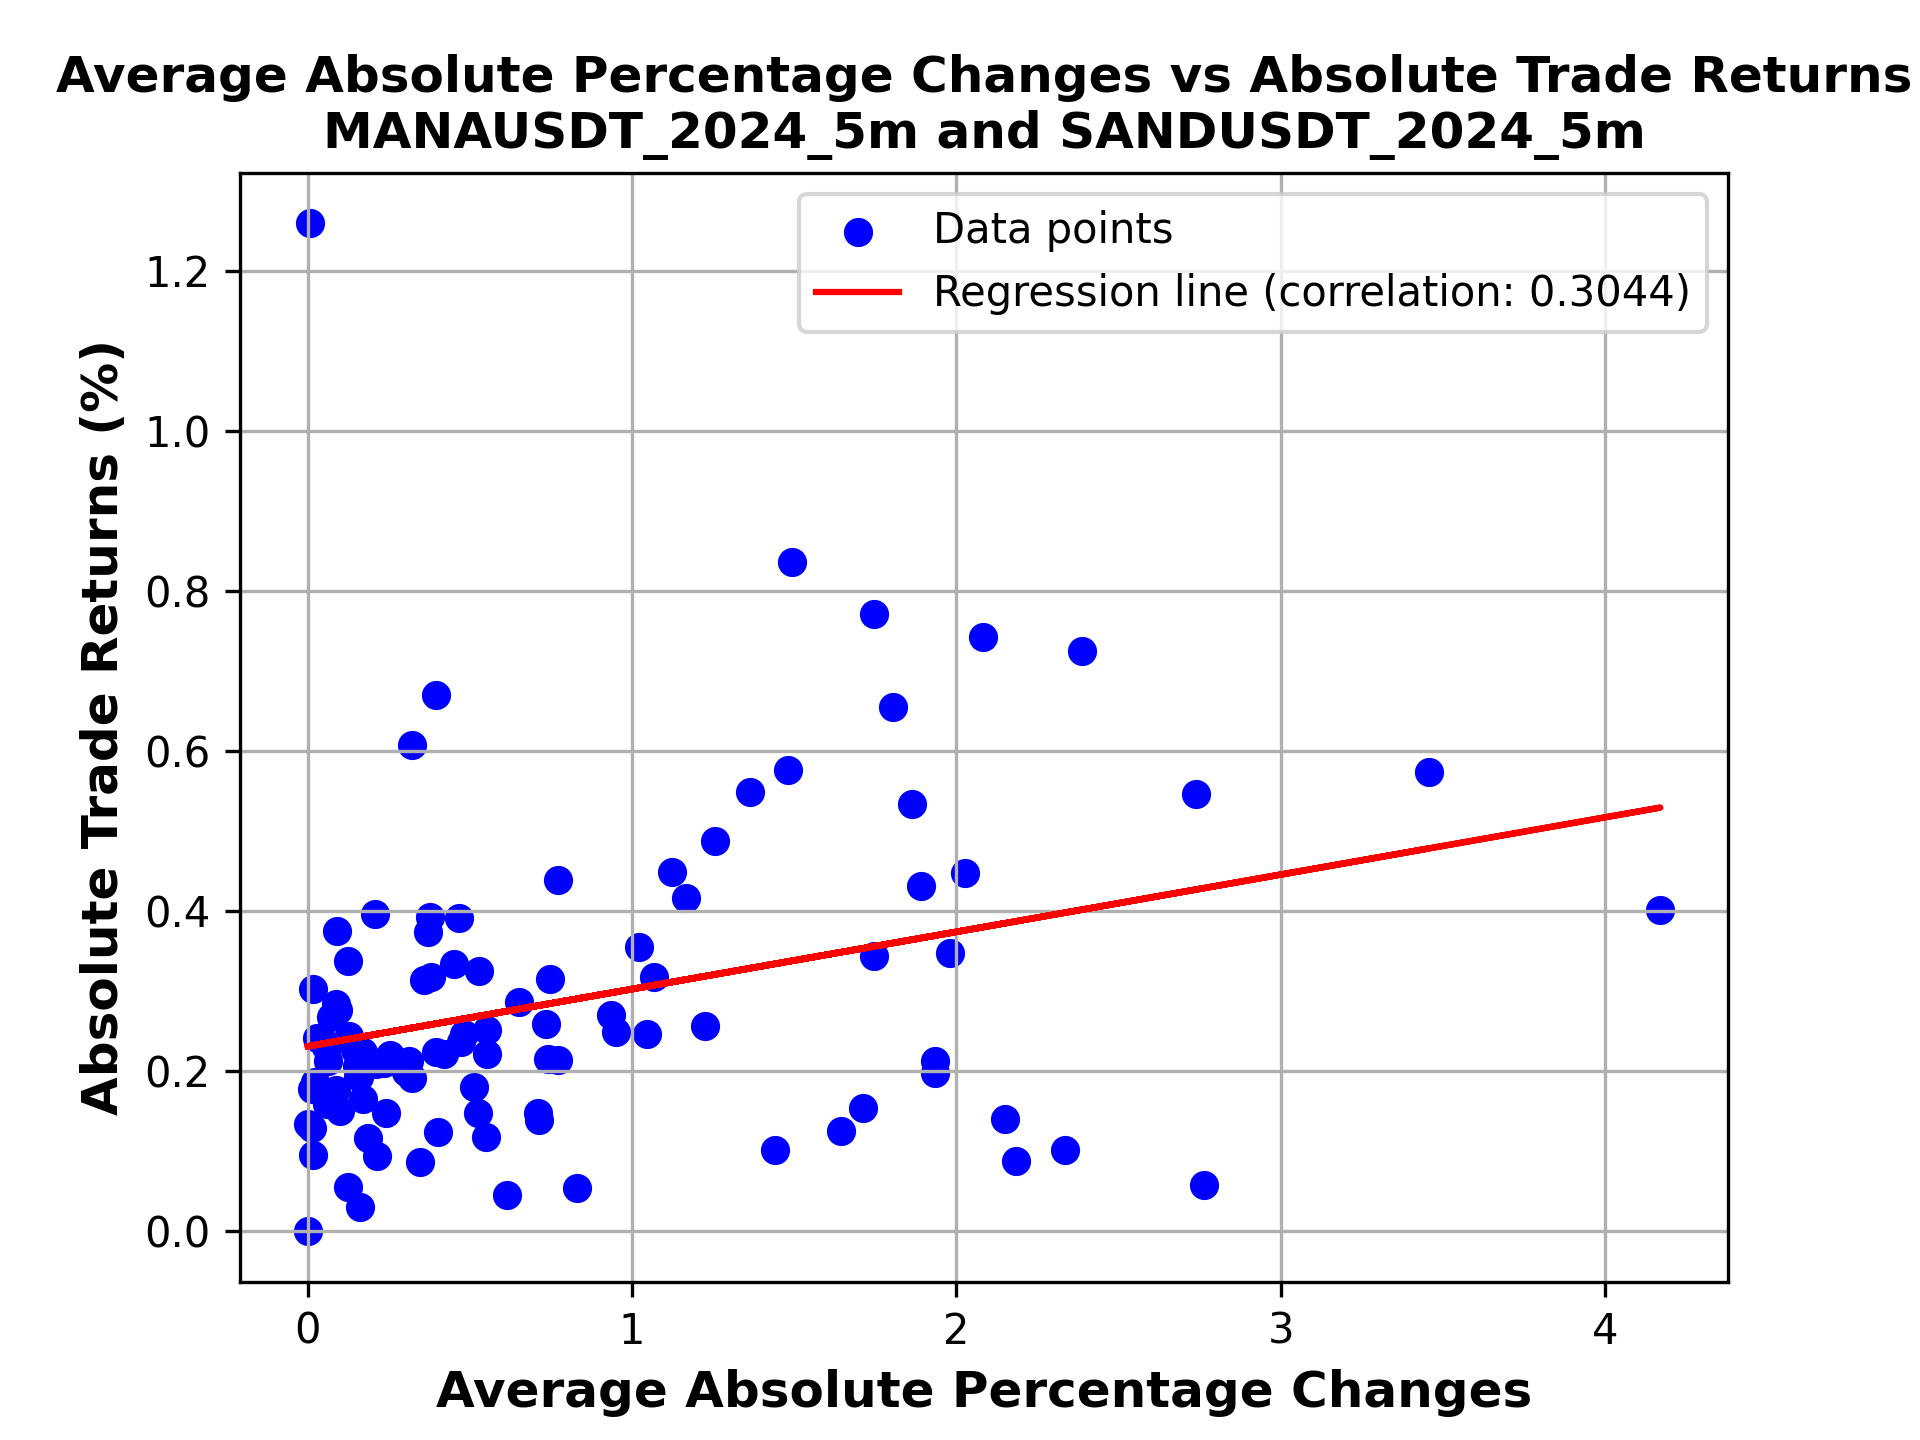 Average Absolute Percentage Changes vs Absolute Trade Returns
MANAUSDT_2024_5m and SANDUSDT_2024_5m
Data points
Regression line (correlation: 0.3044)
Absolute Trade Returns (%)
1.2
1.0
0.8
0.6
0.4
0.2
0.0
0 1 2 3 4
Average Absolute Percentage Changes